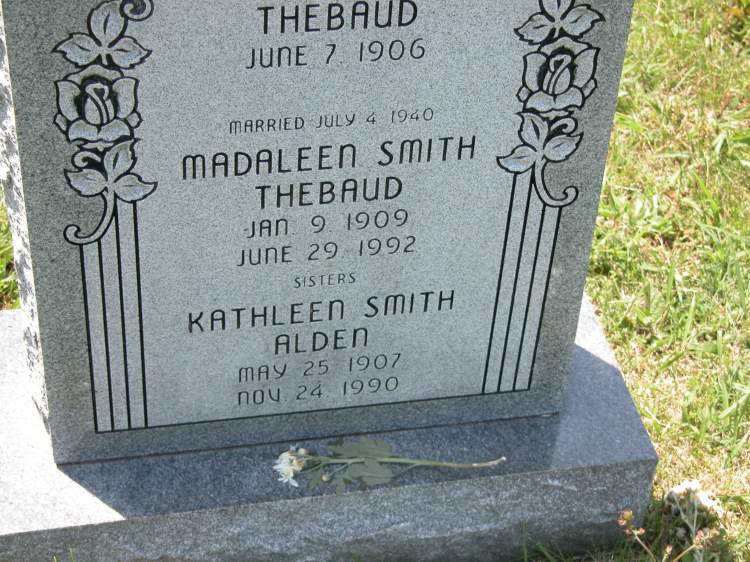 THEBAUD
JUNE 7 1906
MARRIED JULY 4 1940
MADALEEN SMITH
THEBAUD
JAN. 9 1909
JUNE 29 1992
SISTERS
KATHLEEN SMITH
ALDEN
MAY 25 1907
NOV 24 1990